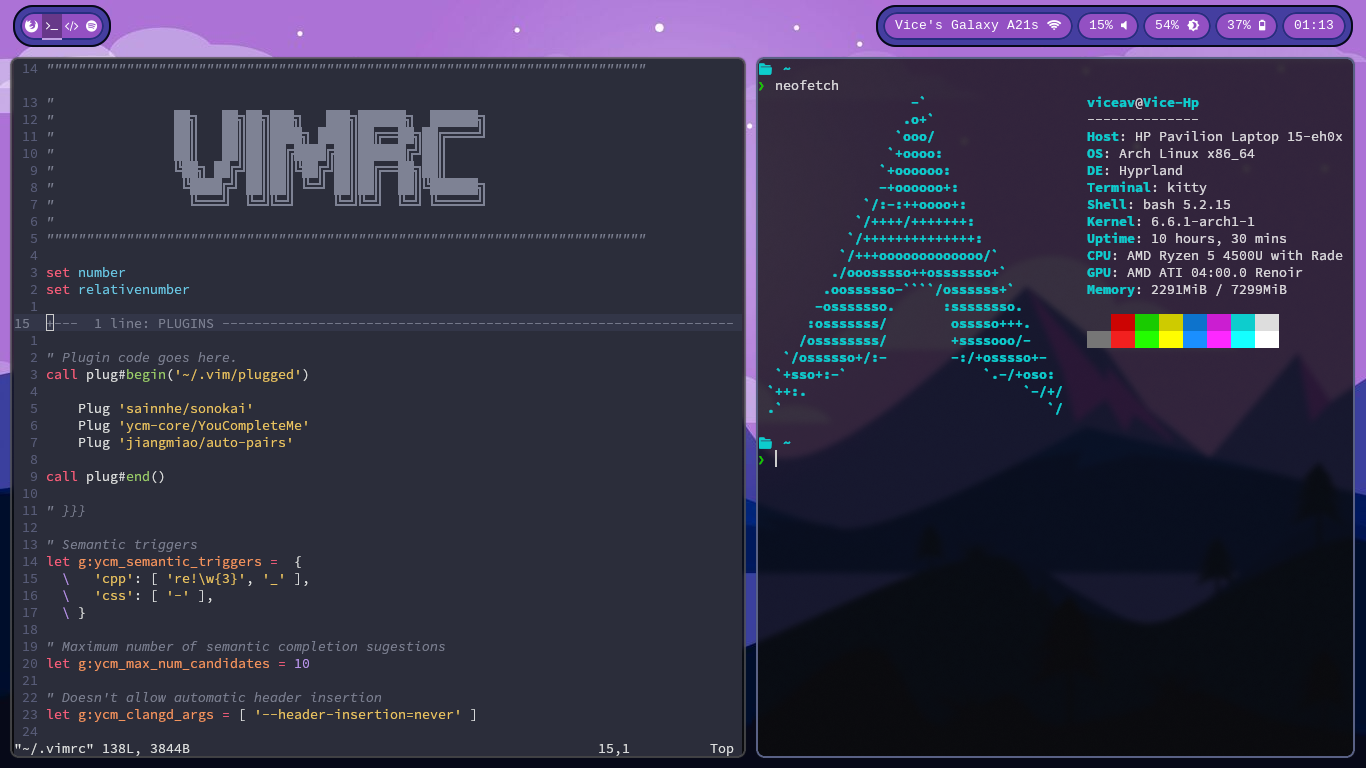 Vice's Galaxy A21s 15% 54% 37% 01:13
14 """""""""""""""""""""""""""""""""""""""""""""""""""""""""""""""""""""""""""
13 "
12 " VIMRC
11 "
10 "
9 "
8 "
7 "
6 "
5 """""""""""""""""""""""""""""""""""""""""""""""""""""""""""""""""""""""""""
4
3 set number
2 set relativenumber
1
15 +---  1 line: PLUGINS ----------------------------------------------------------------
1
2 " Plugin code goes here.
3 call plug#begin('~/.vim/plugged')
4
5     Plug 'sainnhe/sonokai'
6     Plug 'ycm-core/YouCompleteMe'
7     Plug 'jiangmiao/auto-pairs'
8
9 call plug#end()
10
11 " }}}
12
13 " Semantic triggers
14 let g:ycm_semantic_triggers =  {
15   \   'cpp': [ 're!\w{3}', '_' ],
16   \   'css': [ '-' ],
17   \ }
18
19 " Maximum number of semantic completion sugestions
20 let g:ycm_max_num_candidates = 10
21
22 " Doesn't allow automatic header insertion
23 let g:ycm_clangd_args = [ '--header-insertion=never' ]
24
"~/.vimrc" 138L, 3844B 15,1 Top
~
❯ neofetch
viceav@Vice-Hp
--------------
Host: HP Pavilion Laptop 15-eh0x
OS: Arch Linux x86_64
DE: Hyprland
Terminal: kitty
Shell: bash 5.2.15
Kernel: 6.6.1-arch1-1
Uptime: 10 hours, 30 mins
CPU: AMD Ryzen 5 4500U with Rade
GPU: AMD ATI 04:00.0 Renoir
Memory: 2291MiB / 7299MiB
~
❯